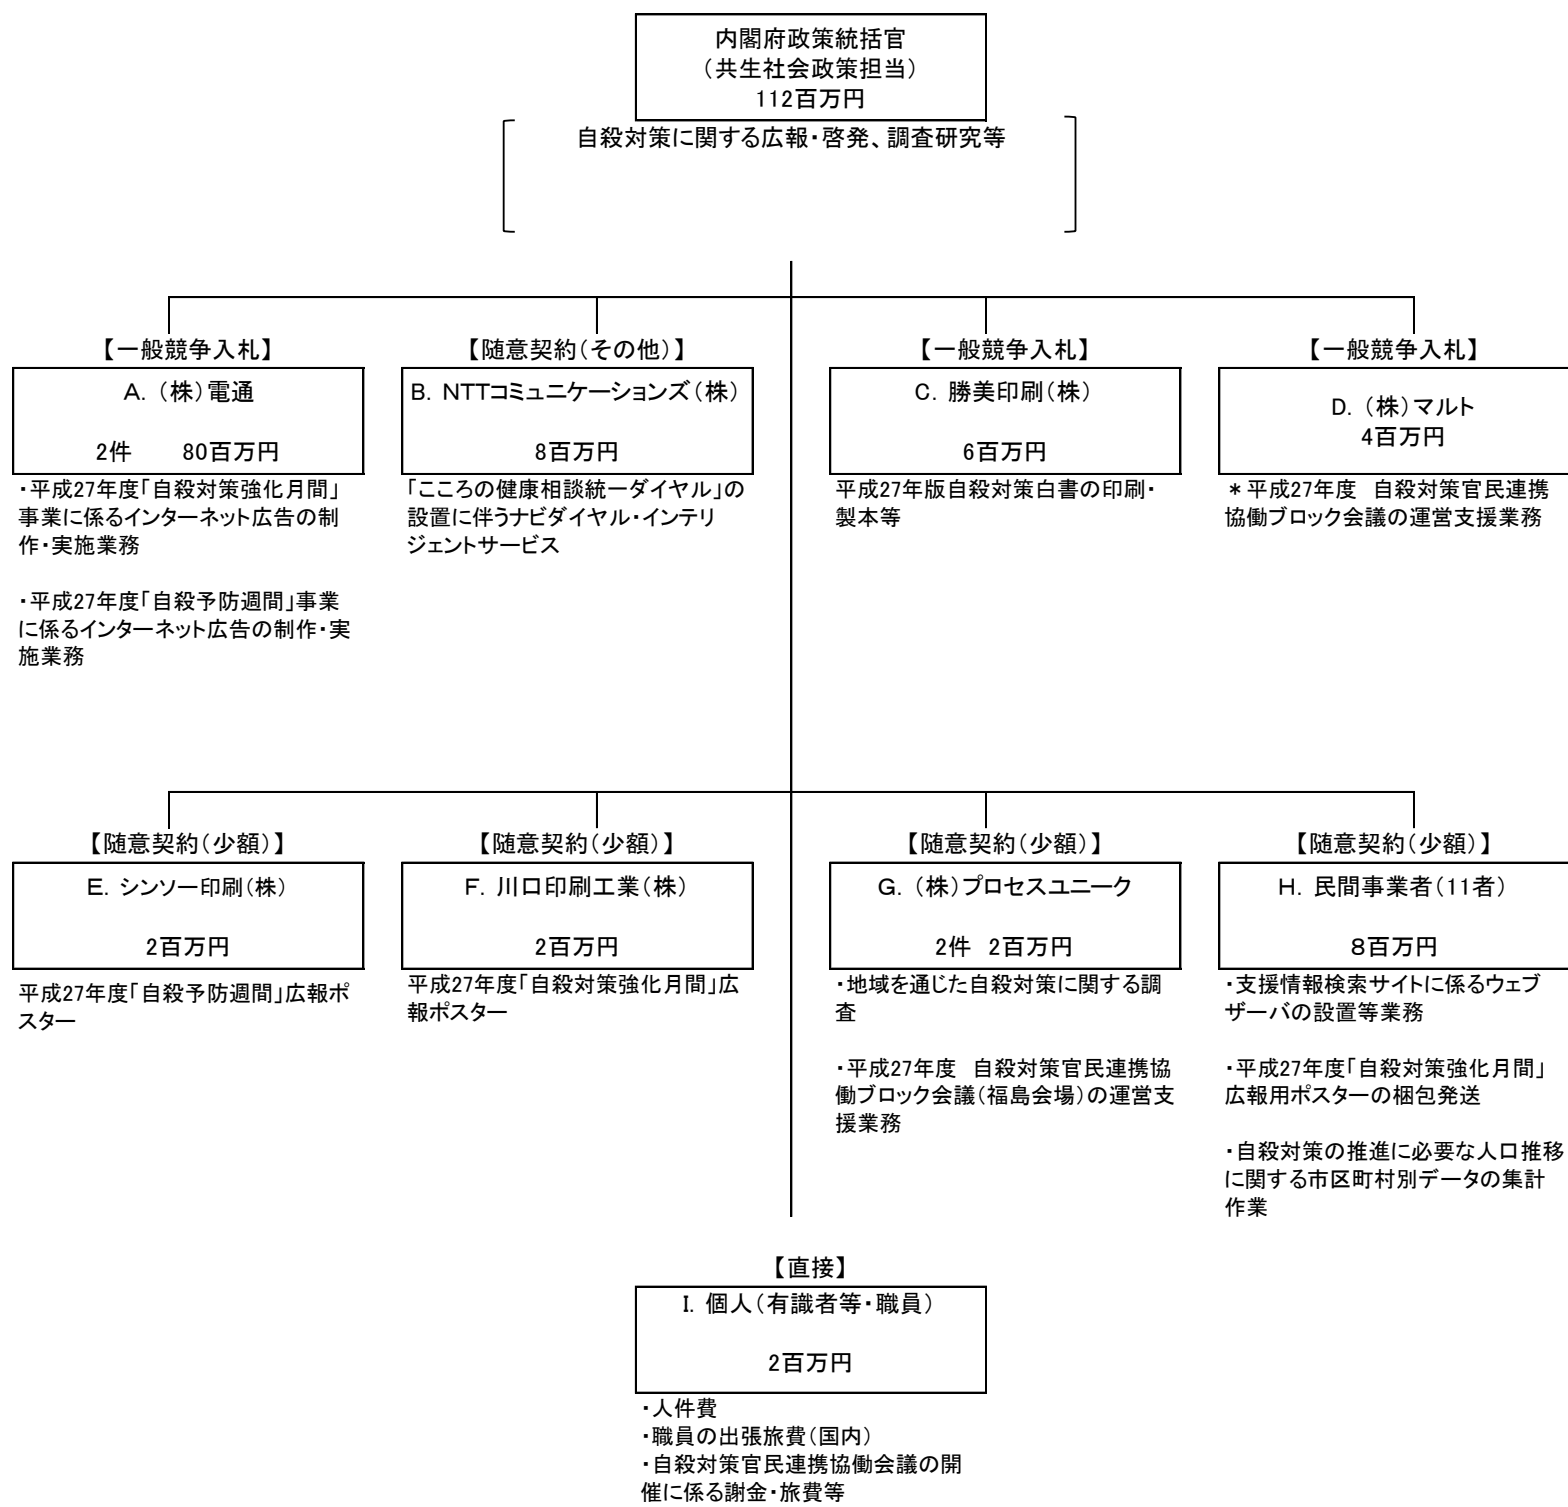 内閣府政策統括官
（共生社会政策担当）
112百万円
自殺対策に関する広報・啓発、調査研究等
【一般競争入札】
A. （株）電通
2件　　80百万円
・平成27年度「自殺対策強化月間」
事業に係るインターネット広告の制
作・実施業務
・平成27年度「自殺予防週間」事業
に係るインターネット広告の制作・実
施業務
【随意契約（その他）】
B. NTTコミュニケーションズ（株）
8百万円
「こころの健康相談統一ダイヤル」の
設置に伴うナビダイヤル・インテリ
ジェントサービス
【一般競争入札】
C. 勝美印刷（株）
6百万円
平成27年版自殺対策白書の印刷・
製本等
【一般競争入札】
D. （株）マルト
4百万円
＊平成27年度　自殺対策官民連携
協働ブロック会議の運営支援業務
【随意契約（少額）】
E. シンソー印刷（株）
2百万円
平成27年度「自殺予防週間」広報ポ
スター
【随意契約（少額）】
F. 川口印刷工業（株）
2百万円
平成27年度「自殺対策強化月間」広
報ポスター
【随意契約（少額）】
G. （株）プロセスユニーク
2件　2百万円
・地域を通じた自殺対策に関する調
査
・平成27年度　自殺対策官民連携協
働ブロック会議（福島会場）の運営支
援業務
【随意契約（少額）】
H. 民間事業者（11者）
８百万円
・支援情報検索サイトに係るウェブ
サーバの設置等業務
・平成27年度「自殺対策強化月間」
広報用ポスターの梱包発送
・自殺対策の推進に必要な人口推移
に関する市区町村別データの集計
作業
【直接】
I. 個人（有識者等・職員）
2百万円
・人件費
・職員の出張旅費（国内）
・自殺対策官民連携協働会議の開
催に係る謝金・旅費等